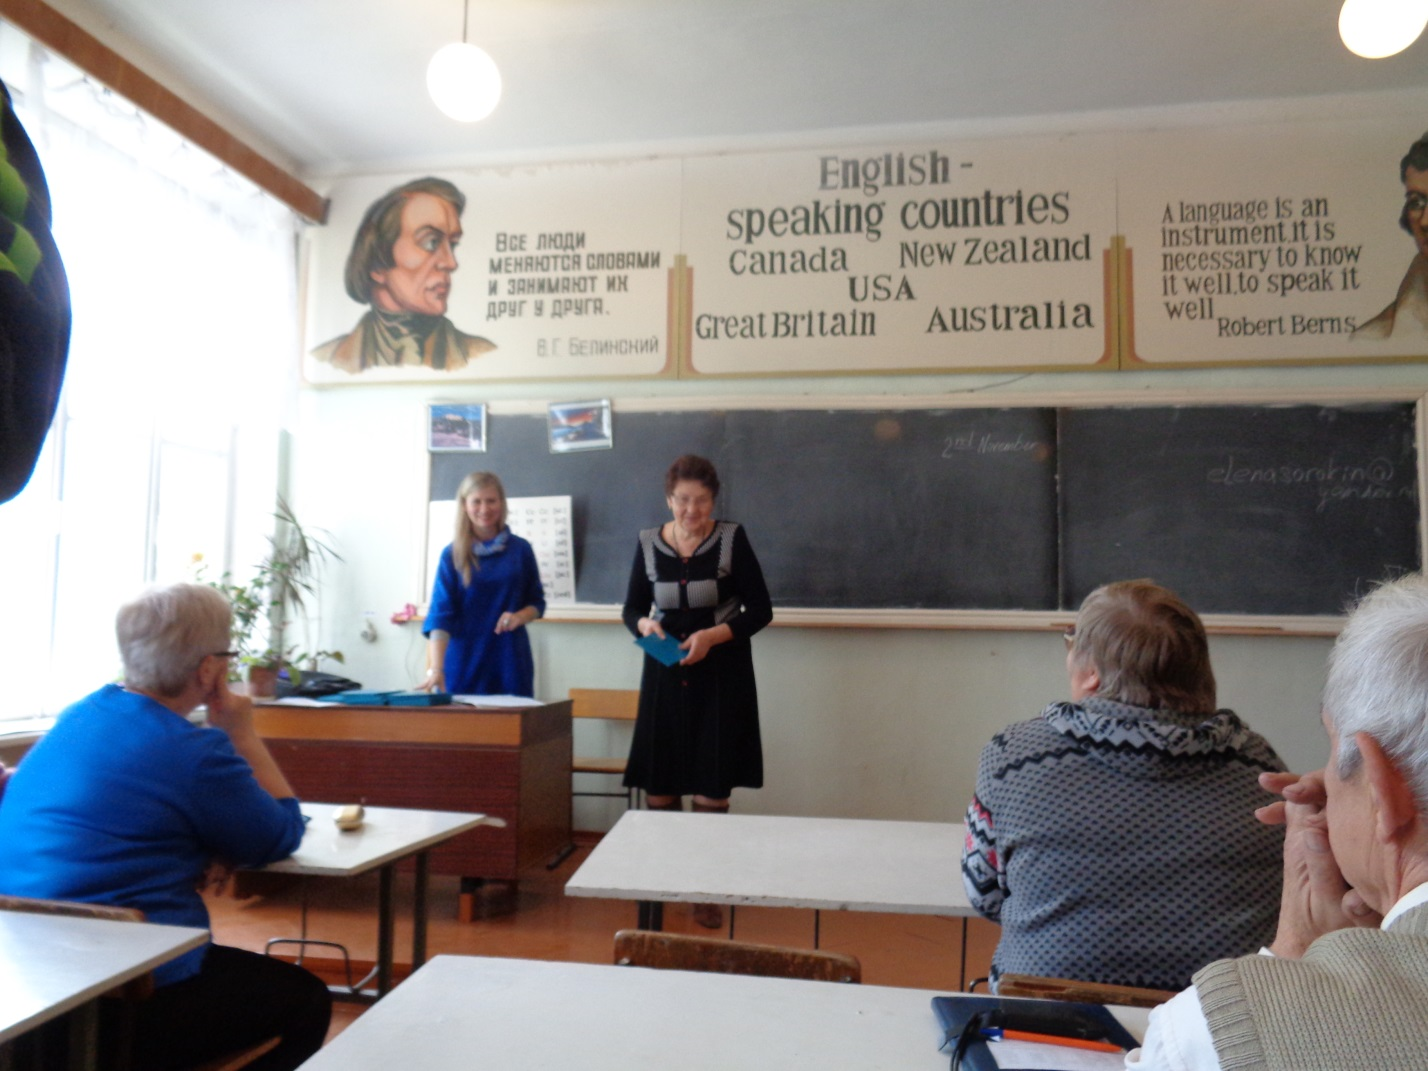 Все люди
меняются словами
и занимают их
друг у друга.
В.Г. Белинский
English-
speaking countries
Canada New Zealand
USA
Great Britain Australia
A language is an
instrument.it is
necessary to know
it well,to speak it
well
Robert Berns
2nd November
elenasorokin@